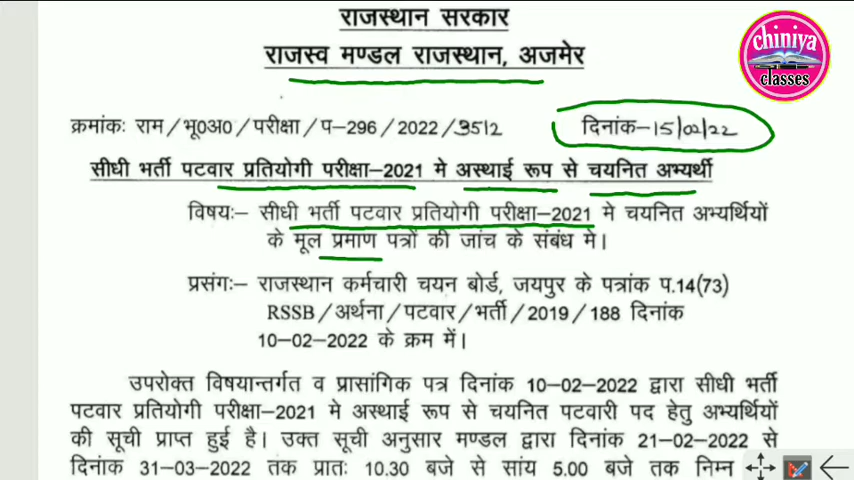 राजस्थान सरकार
राजस्व मण्डल राजस्थान, अजमेर
chiniya
classes
क्रमांकः राम/भू0अ0/परीक्षा/प–296/2022/3512
दिनांक–15/02/22
सीधी भर्ती पटवार प्रतियोगी परीक्षा–2021 मे अस्थाई रूप से चयनित अभ्यर्थी
विषयः– सीधी भर्ती पटवार प्रतियोगी परीक्षा–2021 मे चयनित अभ्यर्थियों
के मूल प्रमाण पत्रों की जांच के संबंध मे।
प्रसंगः– राजस्थान कर्मचारी चयन बोर्ड, जयपुर के पत्रांक प.14(73)
RSSB/अर्थना/पटवार/भर्ती/2019/188 दिनांक
10–02–2022 के क्रम में।
उपरोक्त विषयान्तर्गत व प्रासांगिक पत्र दिनांक 10–02–2022 द्वारा सीधी भर्ती
पटवार प्रतियोगी परीक्षा–2021 मे अस्थाई रूप से चयनित पटवारी पद हेतु अभ्यर्थियों
की सूची प्राप्त हुई है। उक्त सूची अनुसार मण्डल द्वारा दिनांक 21–02–2022 से
दिनांक 31–03–2022 तक प्रातः 10.30 बजे से सांय 5.00 बजे तक निम्न